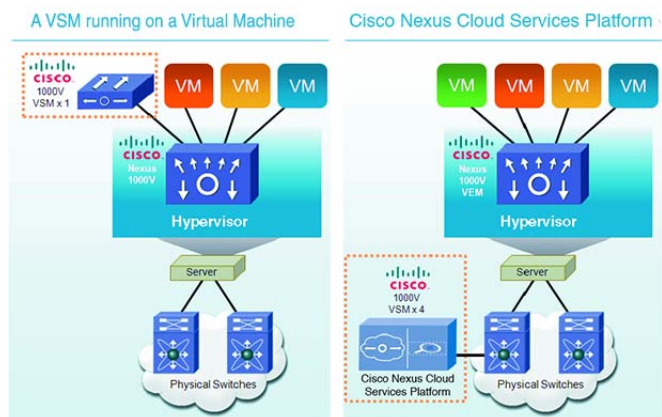 A VSM running on a Virtual Machine
CISCO.
1000V
VSM x 1
VM
VM
VM
CISCO.
Nexus
1000V
Hypervisor
Server
Physical Switches
Cisco Nexus Cloud Services Platform
VM
VM
VM
VM
CISCO.
Nexus
1000V
VEM
Hypervisor
Server
CISCO.
1000V
VSM x 4
Cisco Nexus Cloud
Services Platform
Physical Switches